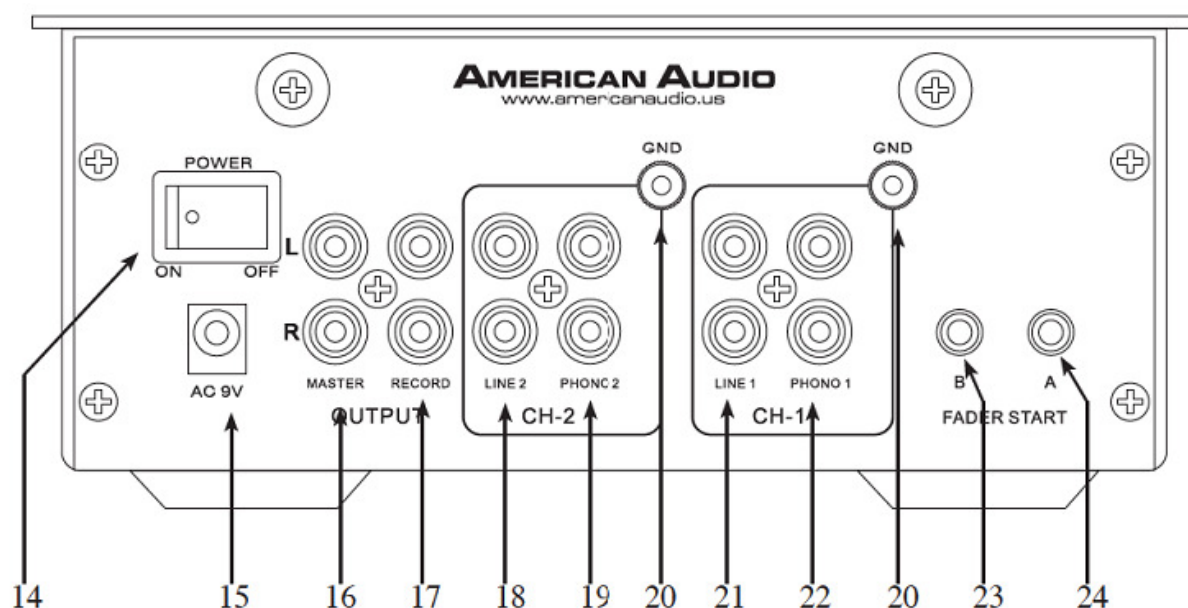 AMERICAN AUDIO
www.americanaudio.us
GND GND
POWER
L
ON OFF
R
AC 9V
MASTER RECORD LINE 2 PHONO 2 LINE 1 PHONO 1 B A
OUTPUT CH-2 CH-1 FADER START
14 15 16 17 18 19 20 21 22 20 23 24